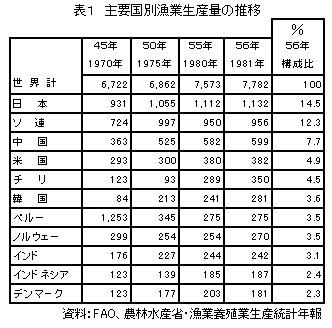 表1 主要国別漁業生産量の推移
45年 50年 55年 56年 %
56年
1970年 1975年 1980年 1981年 構成比
世界計 6,722 6,862 7,573 7,782 100
日本 931 1,055 1,112 1,132 14.5
ソ連 724 997 950 956 12.3
中国 363 525 582 599 7.7
米国 293 300 380 382 4.9
チリ 123 93 289 350 4.5
韓国 84 213 241 281 3.6
ペルー 1,253 345 275 275 3.5
ノルウェー 299 254 254 270 3.5
インド 176 227 244 242 3.1
インドネシア 123 139 185 187 2.4
デンマーク 123 177 203 181 2.3
資料:FAO、農林水産省・漁業養殖業生産統計年報